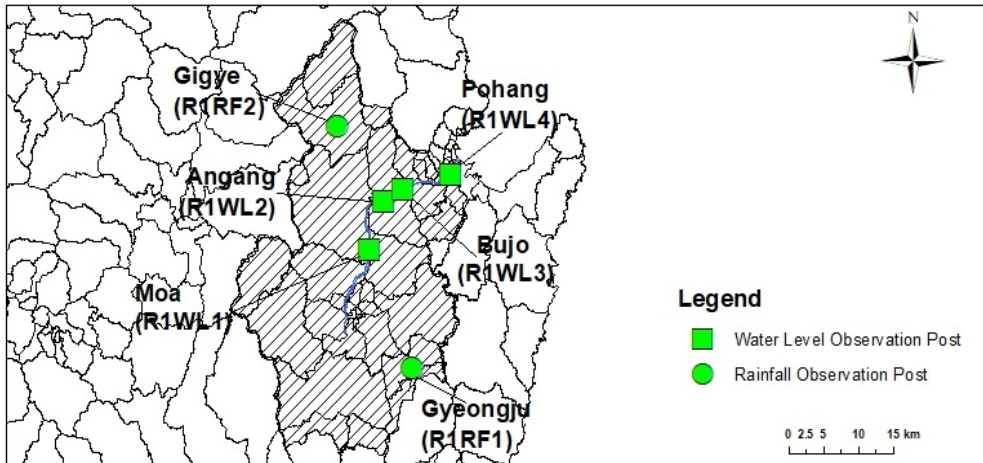 N
Gigye
(R1RF2)
Pohang
(R1WL4)
Angang
(R1WL2)
Bujo
(R1WL3)
Moa
(R1WL1)
Gyeongju
(R1RF1)
Legend
Water Level Observation Post
Rainfall Observation Post
0 2.5 5 10 15 km